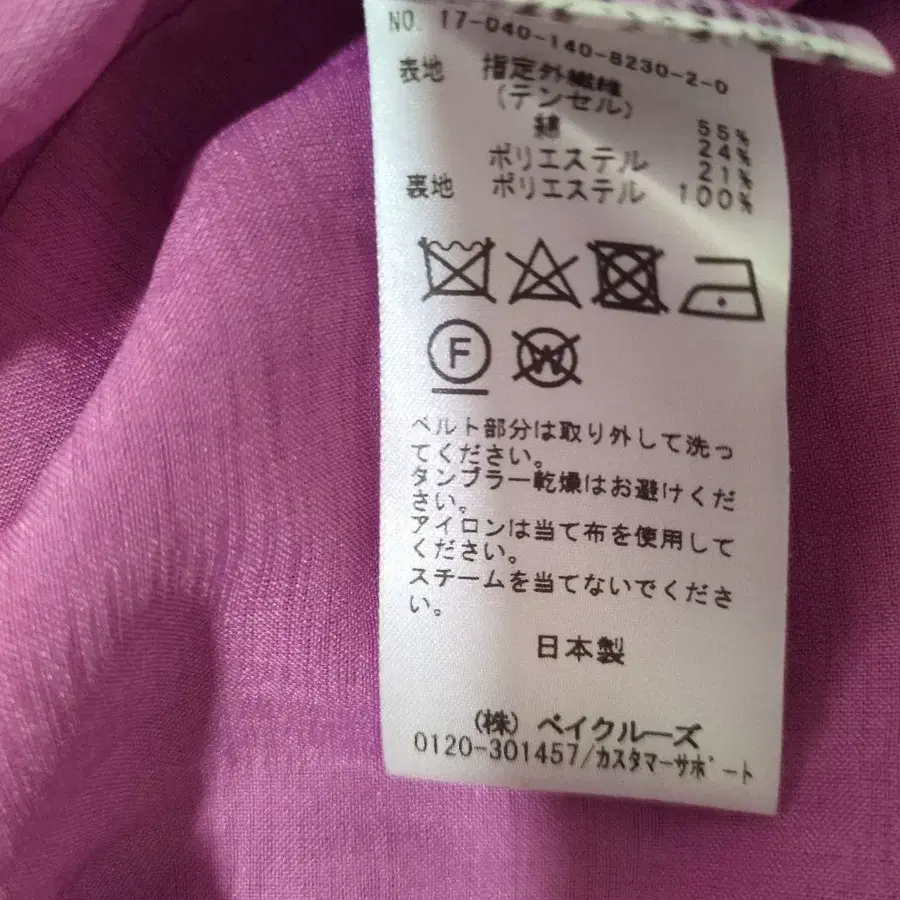 NO. 17-040-140-8230-2-0
表地 指定外繊維
(テンセル) 55%
綿 24%
ポリエステル 21%
裏地 ポリエステル 100%
F W
ベルト部分は取り外して洗っ
てください。
タンブラー乾燥はお避けくだ
さい。
アイロンは当て布を使用して
ください。
スチームを当てないでくださ
い。
日本製
(株) ベイクルーズ
0120-301457/カスタマーサポート